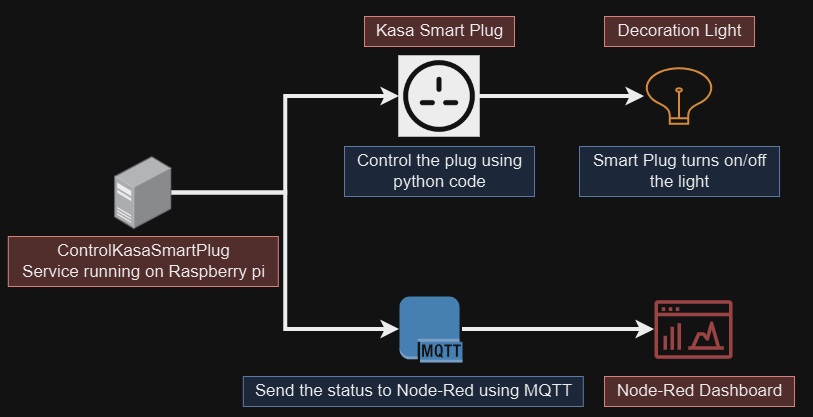 Kasa Smart Plug
Decoration Light
Control the plug using
python code
Smart Plug turns on/off
the light
ControlKasaSmartPlug
Service running on Raspberry pi
MQTT
Send the status to Node-Red using MQTT
Node-Red Dashboard